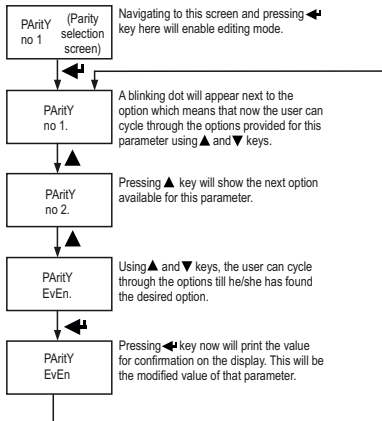 PAritY
no 1
(Parity
selection
screen)
Navigating to this screen and pressing
key here will enable editing mode.
PAritY
no 1.
A blinking dot will appear next to the
option which means that now the user can
cycle through the options provided for this
parameter using ▲ and ▼ keys.
PAritY
no 2.
Pressing ▲ key will show the next option
available for this parameter.
PAritY
EvEn.
Using ▲ and ▼ keys, the user can cycle
through the options till he/she has found
the desired option.
PAritY
EvEn
Pressing key now will print the value
for confirmation on the display. This will be
the modified value of that parameter.